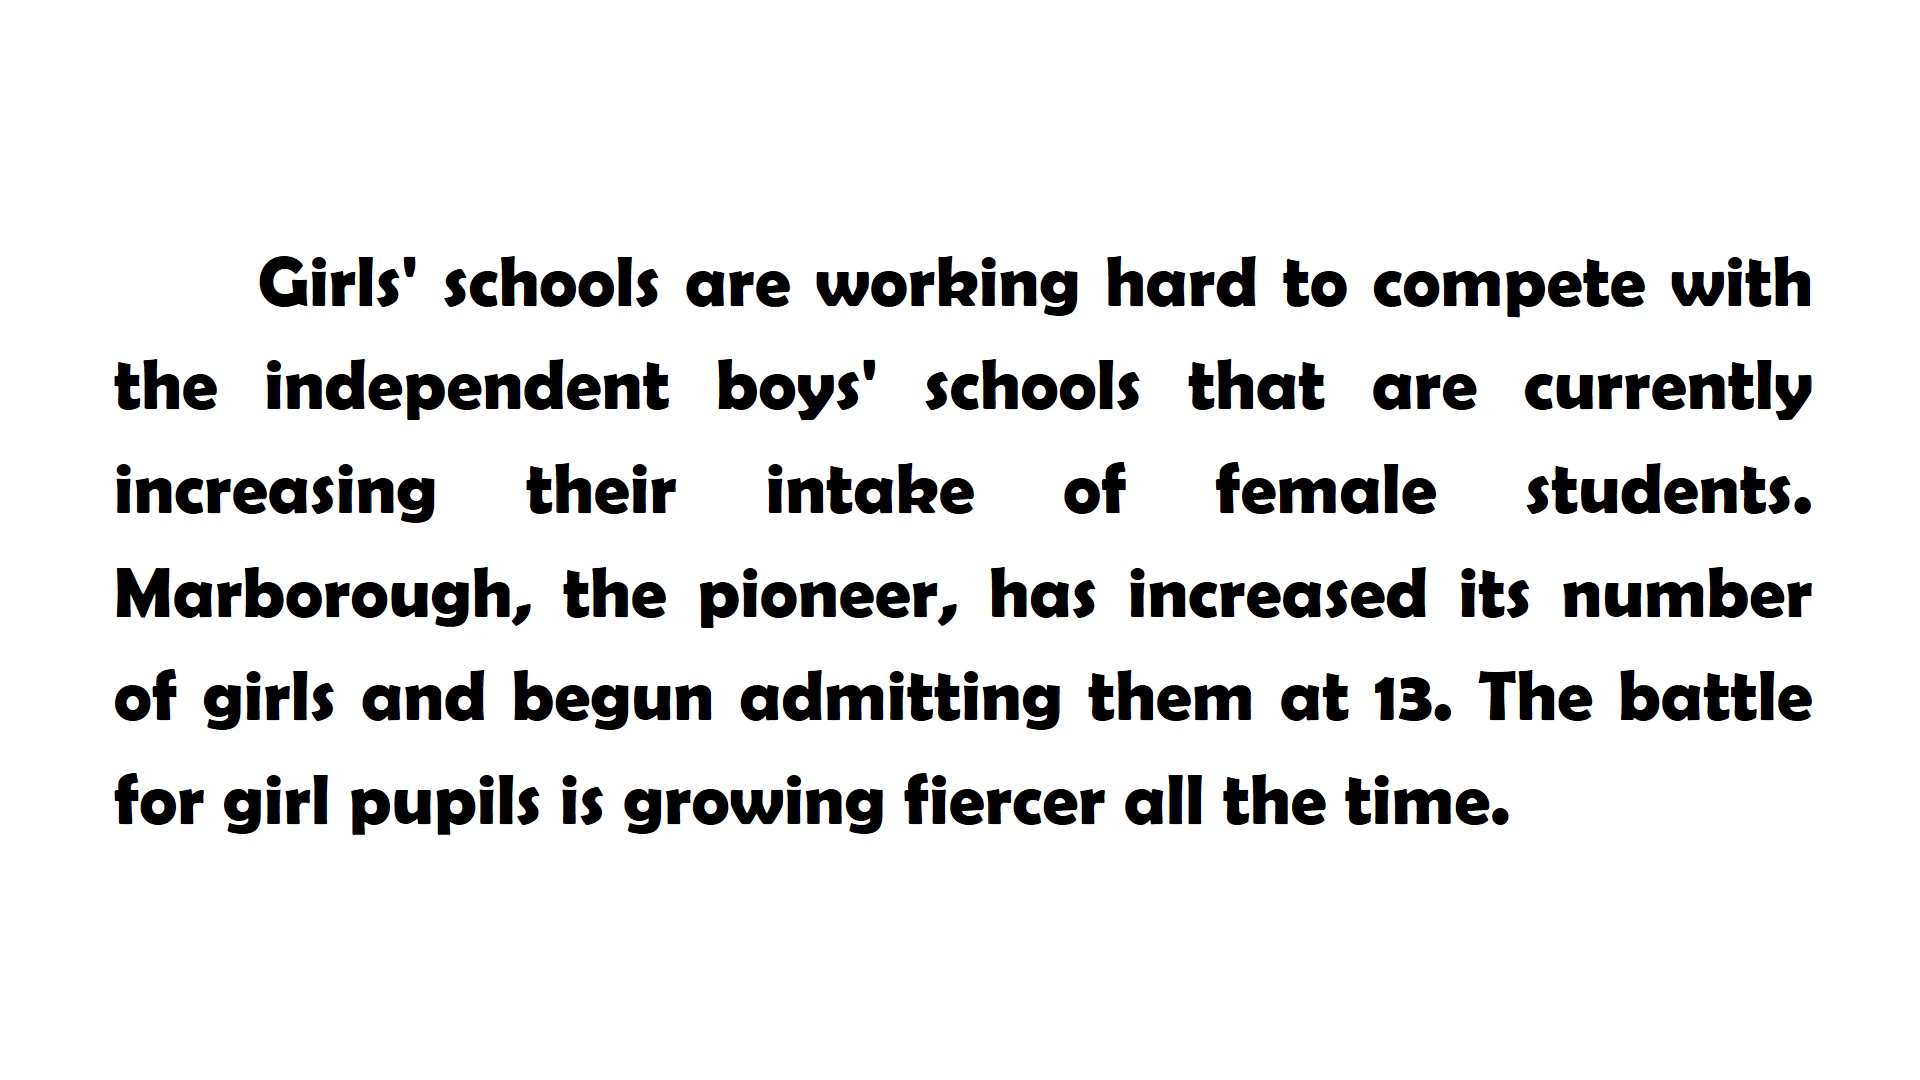 Girls' schools are working hard to compete with
the independent boys' schools that are currently
increasing their intake of female students.
Marborough, the pioneer, has increased its number
of girls and begun admitting them at 13. The battle
for girl pupils is growing fiercer all the time.